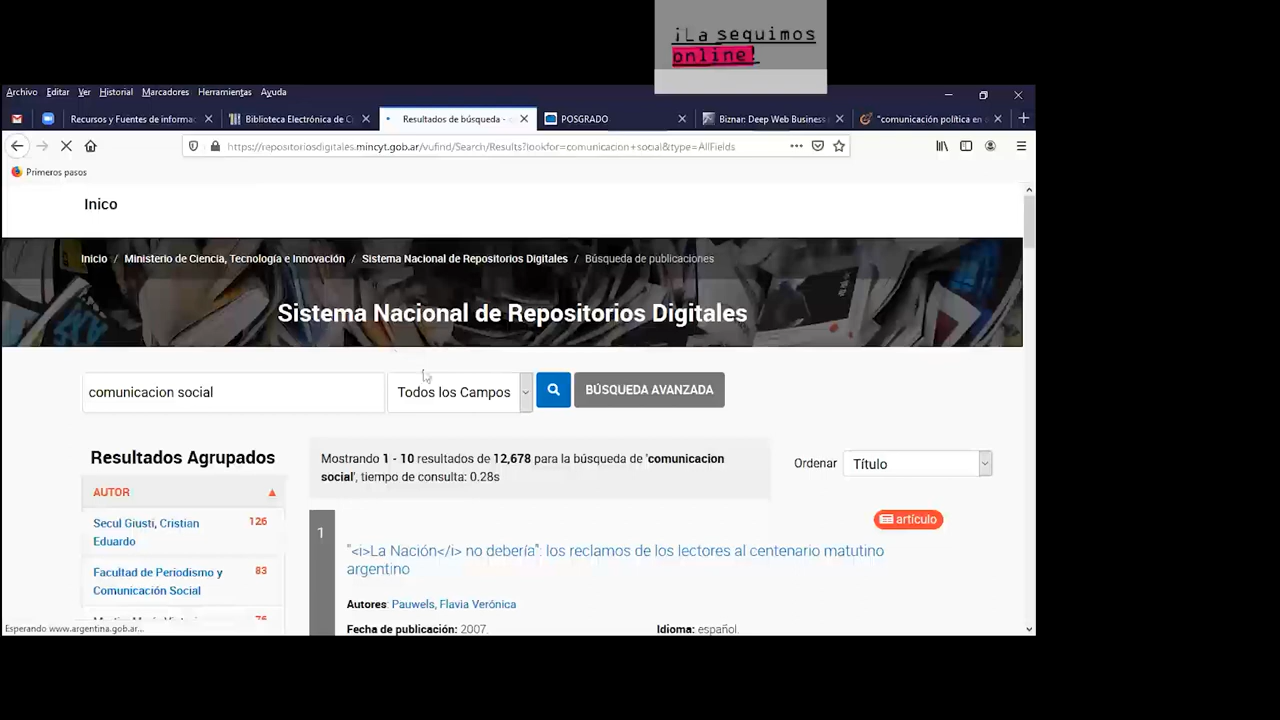 ¡La seguimos
online!
Archivo Editar Ver Historial Marcadores Herramientas Ayuda
Recursos y Fuentes de informac
Biblioteca Electrónica de Ci
Resultados de búsqueda -
POSGRADO
Biznar: Deep Web Business
"comunicación política en
https://repositoriosdigitales.mincyt.gob.ar/vufind/Search/Results?lookfor=comunicacion+social&type=AllFields
Primeros pasos
Inico
Inicio / Ministerio de Ciencia, Tecnología e Innovación / Sistema Nacional de Repositorios Digitales / Búsqueda de publicaciones
Sistema Nacional de Repositorios Digitales
comunicacion social
Todos los Campos
BÚSQUEDA AVANZADA
Resultados Agrupados
AUTOR
Secul Giusti, Cristian 126
Eduardo
Facultad de Periodismo y 83
Comunicación Social
Mostrando 1 - 10 resultados de 12,678 para la búsqueda de 'comunicacion
social', tiempo de consulta: 0.28s
Ordenar Título
1
artículo
"<i>La Nación</i> no debería": los reclamos de los lectores al centenario matutino
argentino
Autores: Pauwels, Flavia Verónica
Fecha de publicación: 2007, Idioma: español.
Esperando www.argentina.gob.ar...